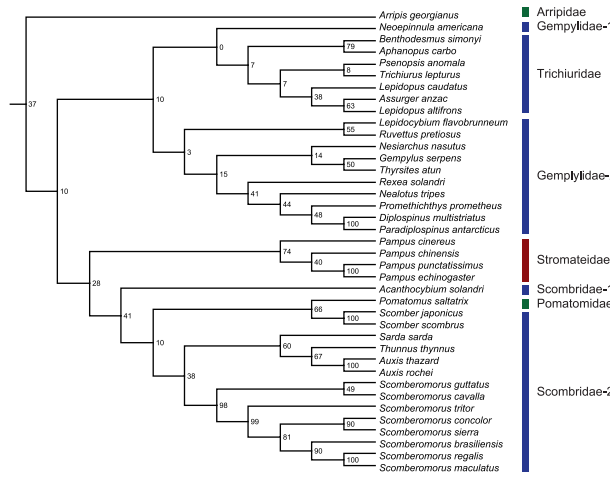 Arripis georgianus
Arripidae
Neoepinnula americana
Gempylidae-1
0
Benthodesmus simonyi
79
Aphanopus carbo
7
Psenopsis anomala
8
Trichiurus lepturus
Trichiuridae
7
Lepidopus caudatus
38
Assurger anzac
63
Lepidopus altifrons
37
10
Lepidocybium flavobrunneum
55
Ruvettus pretiosus
3
Nesiarchus nasutus
14
Gempylus serpens
50
Thyrsites atun
15
Gempylidae-
Rexea solandri
41
Nealotus tripes
44
Promethichthys prometheus
48
Diplospinus multistriatus
100
Paradiplospinus antarcticus
10
Pampus cinereus
74
Pampus chinensis
Stromateidae
40
Pampus punctatissimus
100
Pampus echinogaster
28
Acanthocybium solandri
Scombridae-1
41
Pomatomus saltatrix
Pomatomidae
66
Scomber japonicus
100
Scomber scombrus
10
Sarda sarda
60
Thunnus thynnus
67
Auxis thazard
100
Auxis rochei
38
Scomberomorus guttatus
49
Scomberomorus cavalla
Scombridae-2
98
Scomberomorus tritor
99
Scomberomorus concolor
90
Scomberomorus sierra
81
Scomberomorus brasiliensis
90
Scomberomorus regalis
100
Scomberomorus maculatus